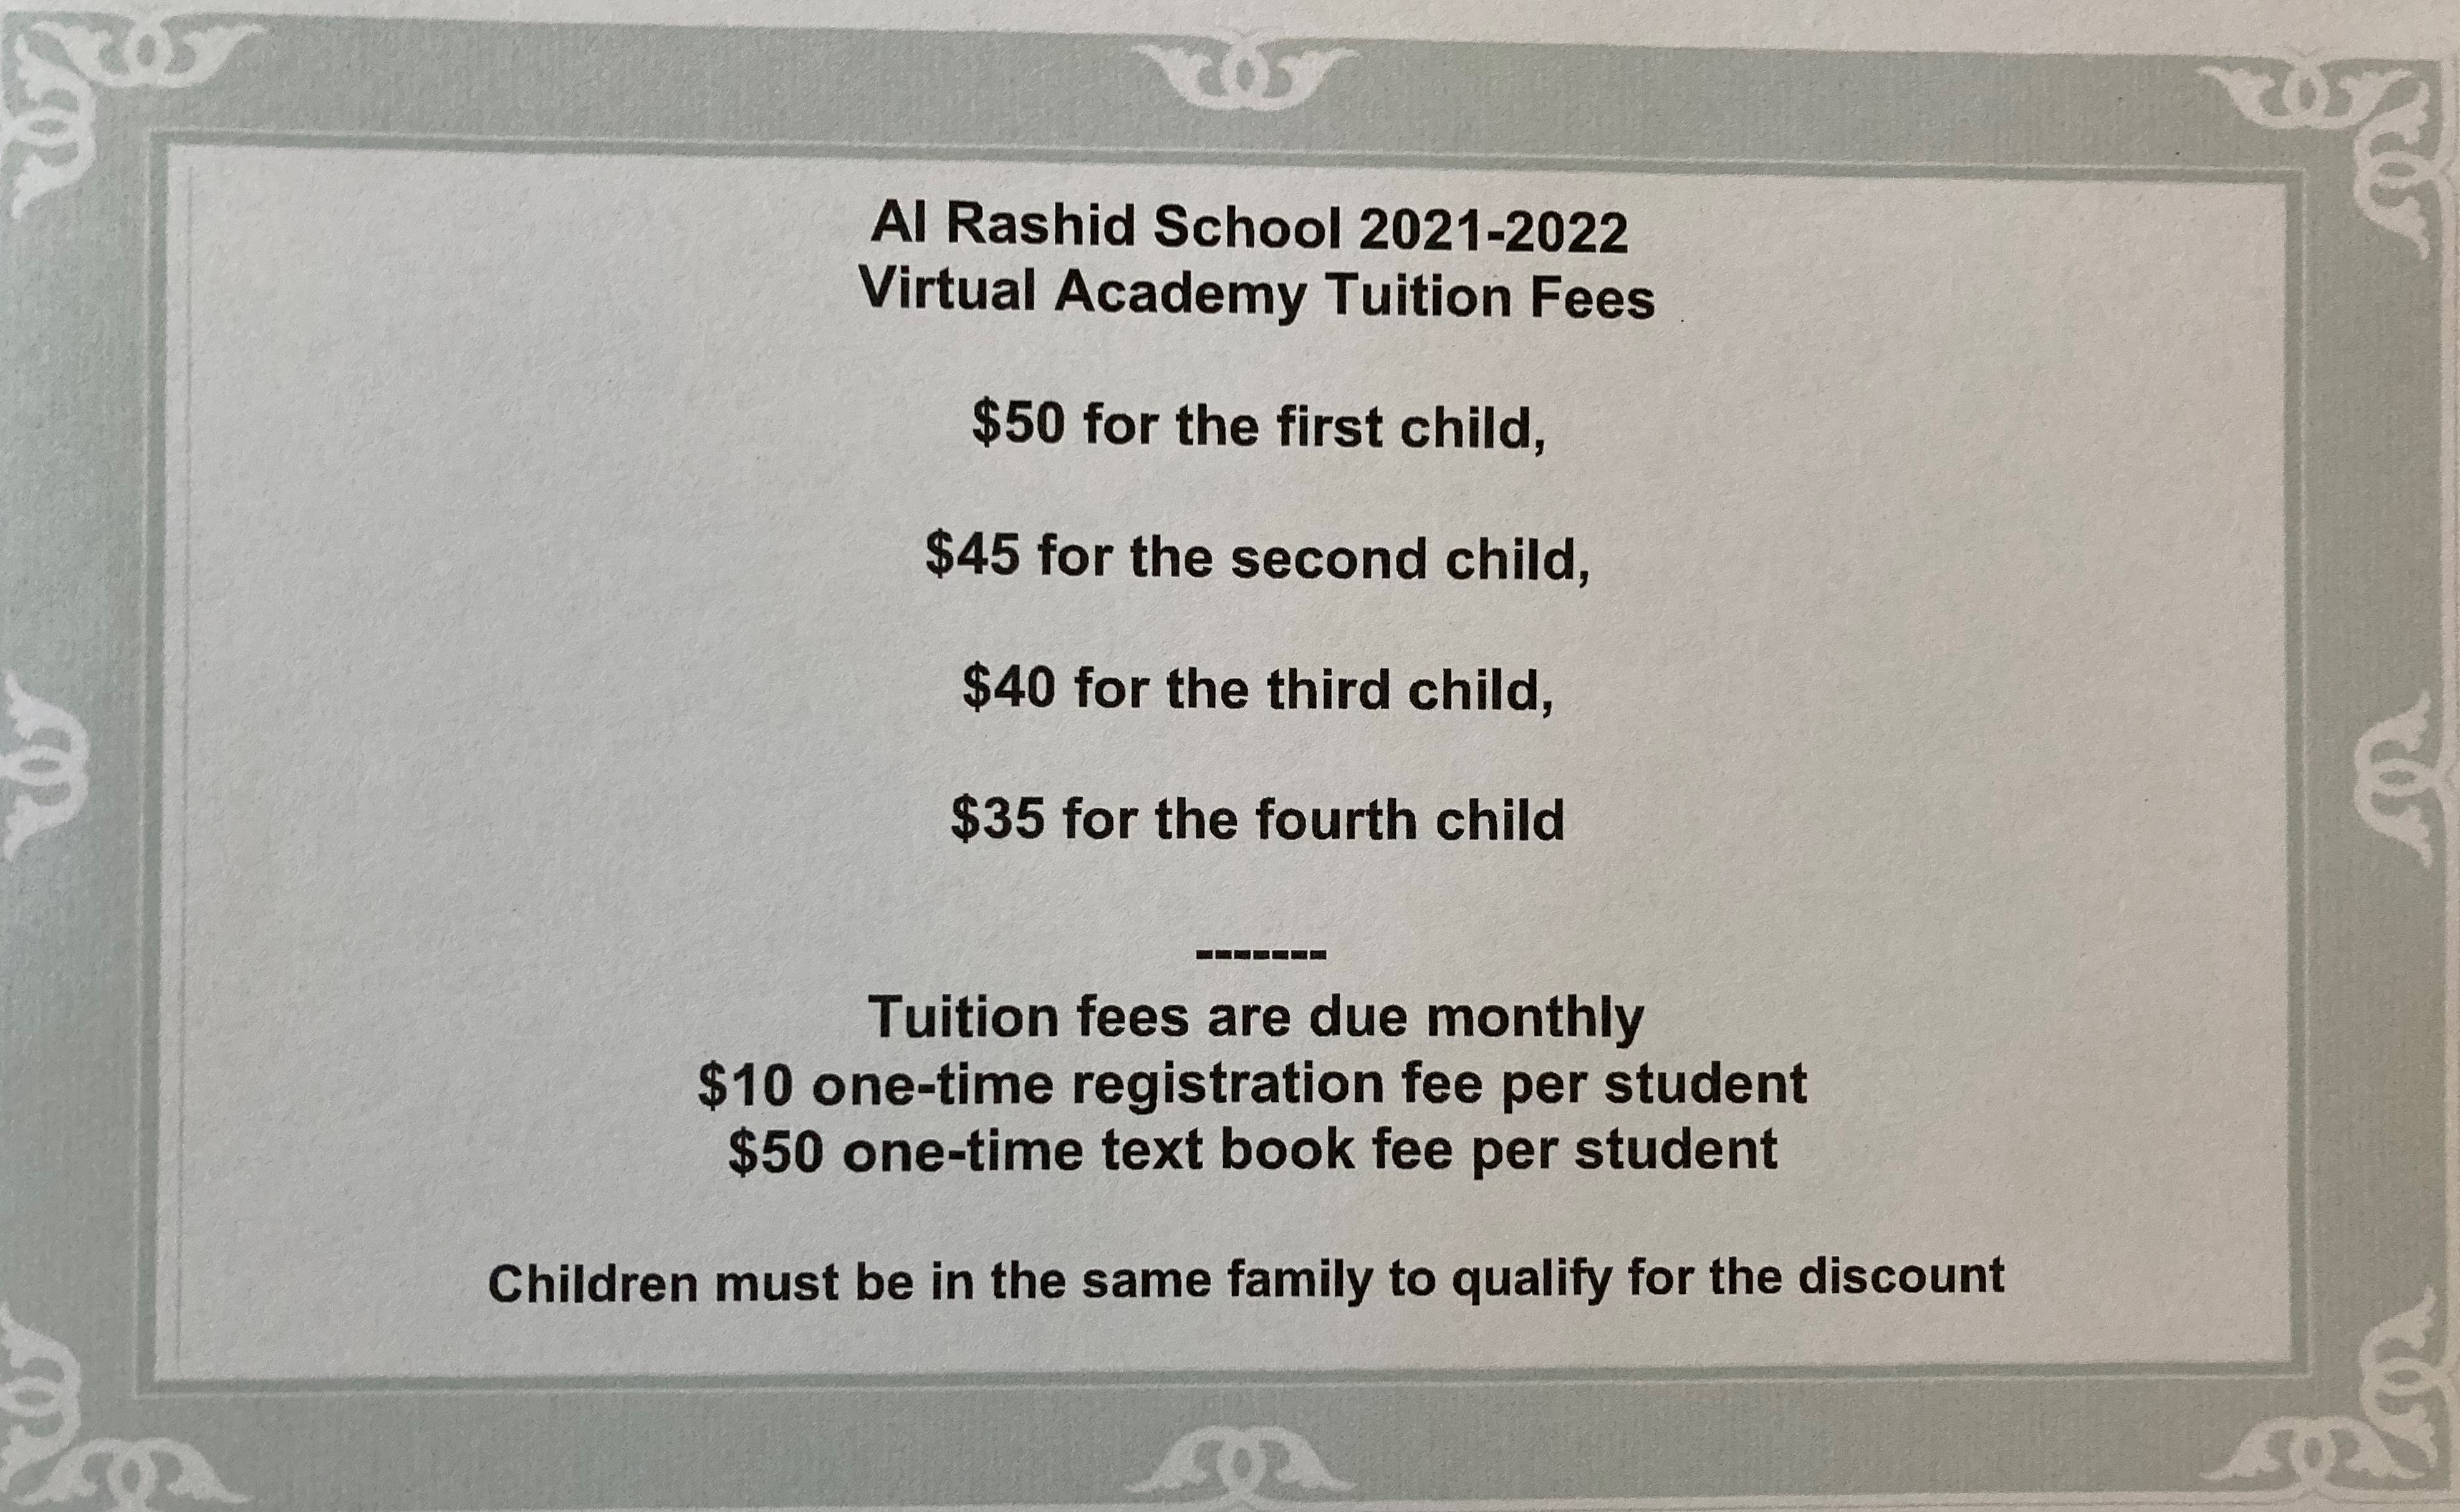 Al Rashid School 2021-2022
Virtual Academy Tuition Fees
$50 for the first child,
$45 for the second child,
$40 for the third child,
$35 for the fourth child
-------
Tuition fees are due monthly
$10 one-time registration fee per student
$50 one-time text book fee per student
Children must be in the same family to qualify for the discount